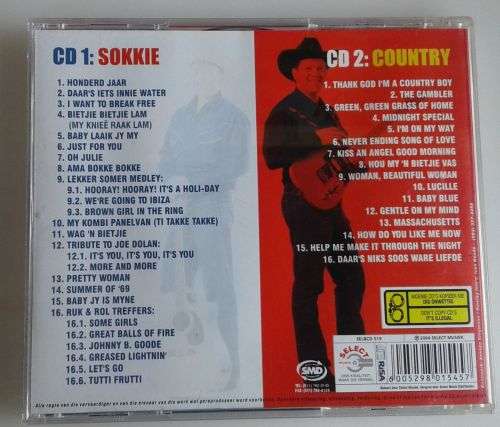 CD 1: SOKKIE
1. HONDERD JAAR
2. DAAR'S IETS INNIE WATER
3. I WANT TO BREAK FREE
4. BIETJIE BIETJIE LAM
(MY KNIEË RAAK LAM)
5. BABY LAAIK JY MY
6. JUST FOR YOU
7. OH JULIE
8. AMA BOKKE BOKKE
9. LEKKER SOMER MEDLEY:
9.1. HOORAY! HOORAY! IT'S A HOLI-DAY
9.2. WE'RE GOING TO IBIZA
9.3. BROWN GIRL IN THE RING
10. MY KOMBI PANELVAN (TI TAKKE TAKKE)
11. WAG 'N BIETJIE
12. TRIBUTE TO JOE DOLAN:
12.1. IT'S YOU, IT'S YOU, IT'S YOU
12.2. MORE AND MORE
13. PRETTY WOMAN
14. SUMMER OF '69
15. BABY JY IS MYNE
16. RUK & ROL TREFFERS:
16.1. SOME GIRLS
16.2. GREAT BALLS OF FIRE
16.3. JOHNNY B. GOODE
16.4. GREASED LIGHTNIN'
16.5. LET'S GO
16.6. TUTTI FRUTTI
CD 2: COUNTRY
1. THANK GOD I'M A COUNTRY BOY
2. THE GAMBLER
3. GREEN, GREEN GRASS OF HOME
4. MIDNIGHT SPECIAL
5. I'M ON MY WAY
6. NEVER ENDING SONG OF LOVE
7. KISS AN ANGEL GOOD MORNING
8. HOU MY 'N BIETJIE VAS
9. WOMAN, BEAUTIFUL WOMAN
10. LUCILLE
11. BABY BLUE
12. GENTLE ON MY MIND
13. MASSACHUSETTS
14. HOW DO YOU LIKE ME NOW
15. HELP ME MAKE IT THROUGH THE NIGHT
16. DAAR'S NIKS SOOS WARE LIEFDE
DIS ONWETTIG
DON'T COPY CD'S
IT'S ILLEGAL
SELBCD 519
2004 SELECT MUSIEK
SMD
SELECT
RISA
6005298015457